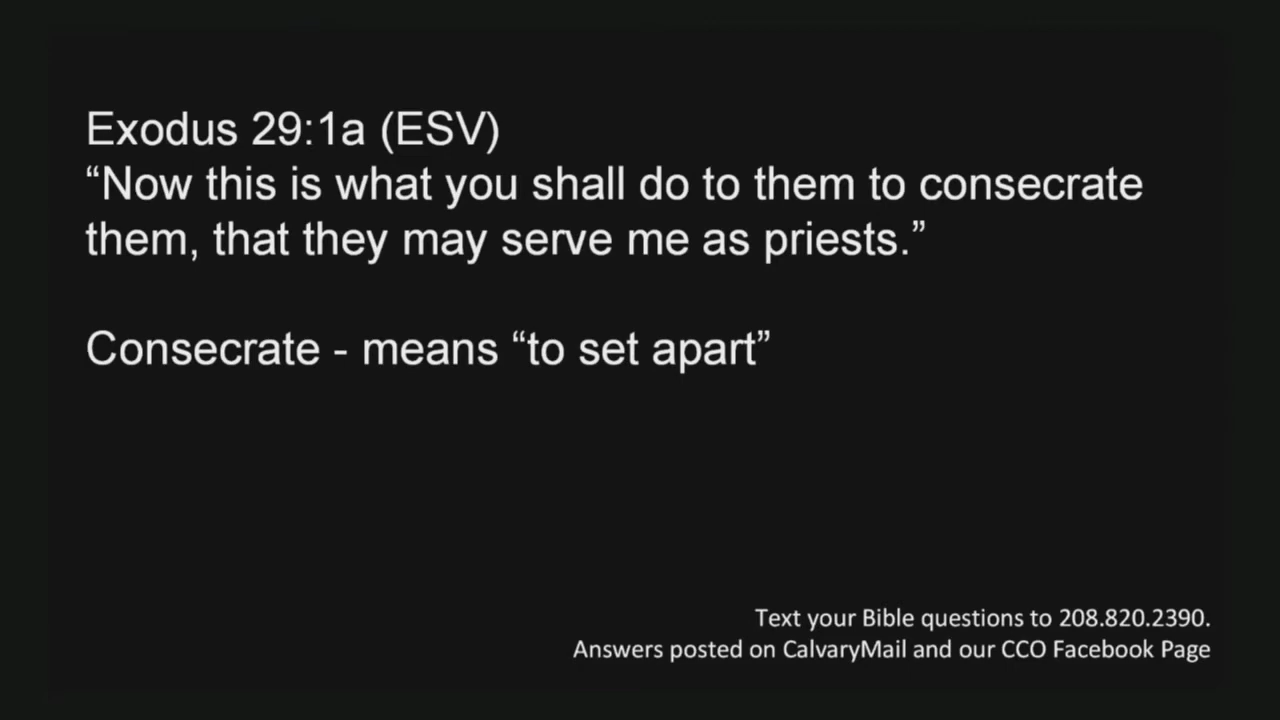 Exodus 29:1a (ESV)
“Now this is what you shall do to them to consecrate
them, that they may serve me as priests.”
Consecrate - means “to set apart”
Text your Bible questions to 208.820.2390.
Answers posted on CalvaryMail and our CCO Facebook Page